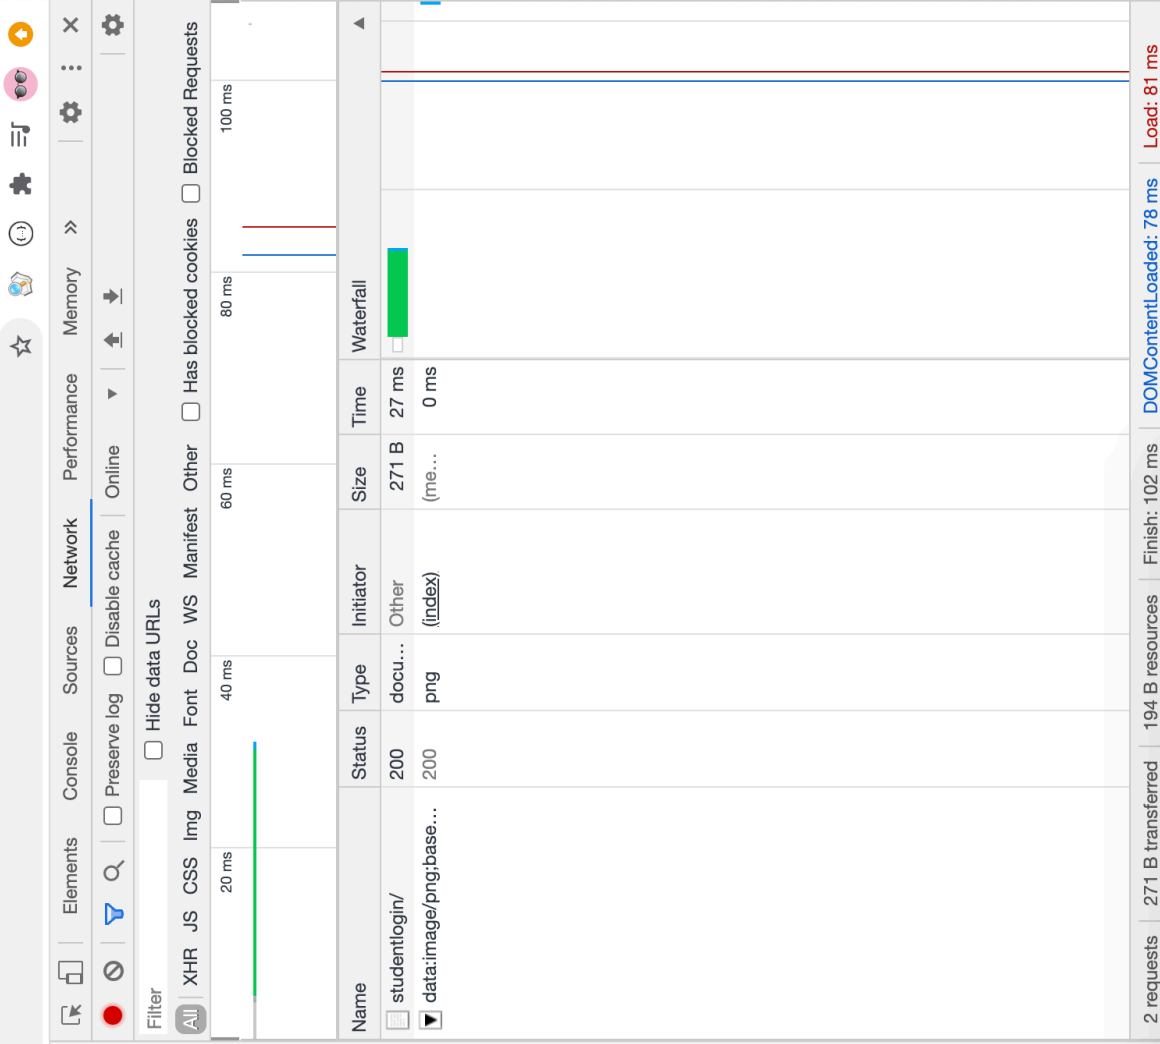 Elements Console Sources Network Performance Memory
Preserve log Disable cache Online
Filter Hide data URLs
All XHR JS CSS Img Media Font Doc WS Manifest Other Has blocked cookies Blocked Requests
20 ms 40 ms 60 ms 80 ms 100 ms
Name Status Type Initiator Size Time Waterfall
studentlogin/ 200 docu... Other 271 B 27 ms
data:image/png;base... 200 png (index) (me... 0 ms
2 requests 271 B transferred 194 B resources Finish: 102 ms DOMContentLoaded: 78 ms Load: 81 ms